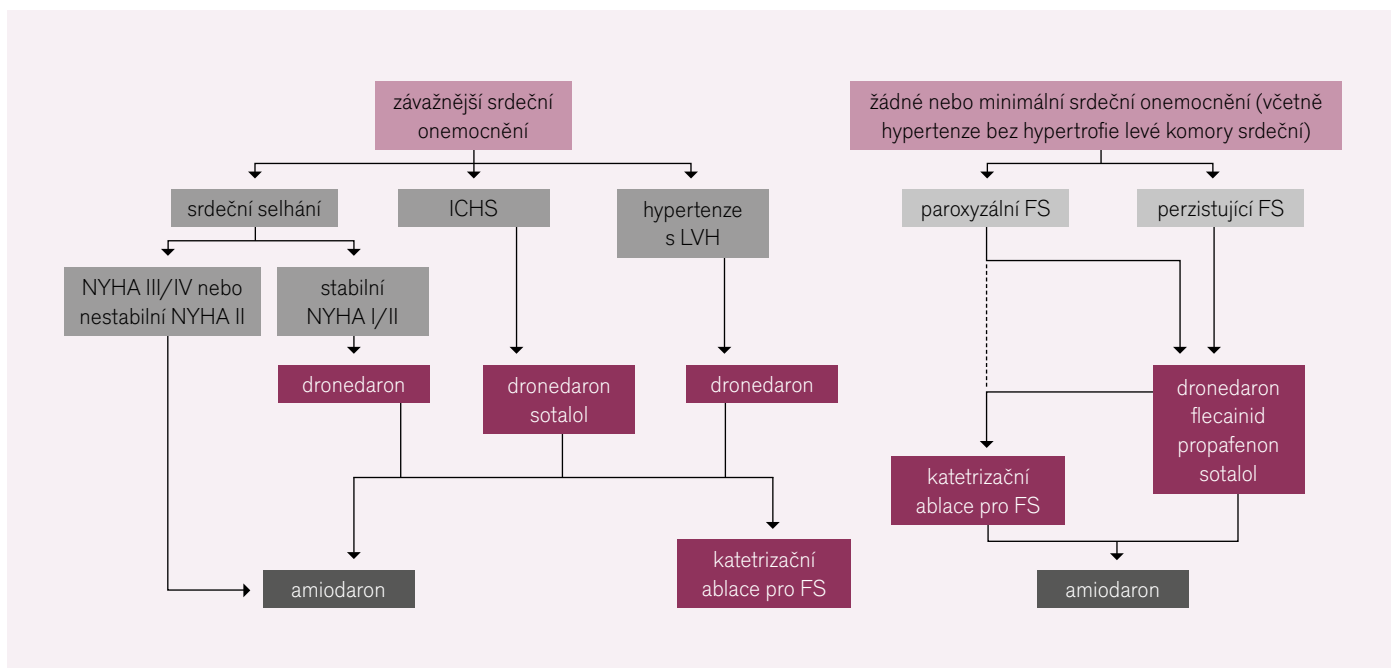 závažnější srdeční
onemocnění
žádné nebo minimální srdeční onemocnění (včetně
hypertenze bez hypertrofie levé komory srdeční)
srdeční selhání
ICHS
hypertenze
s LVH
paroxyzální FS
perzistující FS
NYHA III/IV nebo
nestabilní NYHA II
stabilní
NYHA I/II
dronedaron
dronedaron
sotalol
dronedaron
dronedaron
flecainid
propafenon
sotalol
katetrizační
ablace pro FS
katetrizační
ablace pro FS
amiodaron
amiodaron